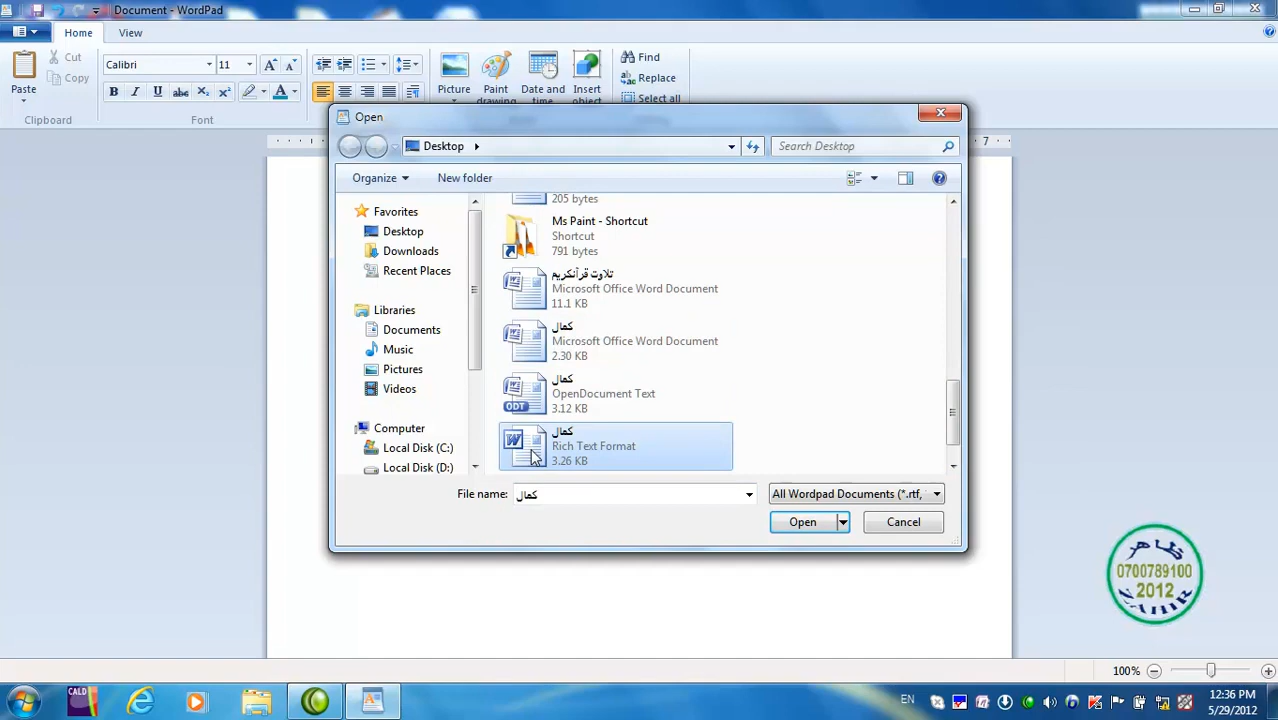 Document - WordPad
Home
View
Cut
Copy
Paste
Clipboard
Calibri
11
Font
Picture
Paint drawing
Date and time
Insert object
Find
Replace
Select all
Open
Desktop
Search Desktop
Organize
New folder
Favorites
Desktop
Downloads
Recent Places
Libraries
Documents
Music
Pictures
Videos
Computer
Local Disk (C:)
Local Disk (D:)
205 bytes
Ms Paint - Shortcut
Shortcut
791 bytes
تلاوت قرآنکریم
Microsoft Office Word Document
11.1 KB
کمال
Microsoft Office Word Document
2.30 KB
کمال
OpenDocument Text
3.12 KB
ODT
کمال
Rich Text Format
3.26 KB
File name:
کمال
All Wordpad Documents (*.rtf,
Open
Cancel
7
0700789100
2012
100%
CALD
EN
12:36 PM
5/29/2012